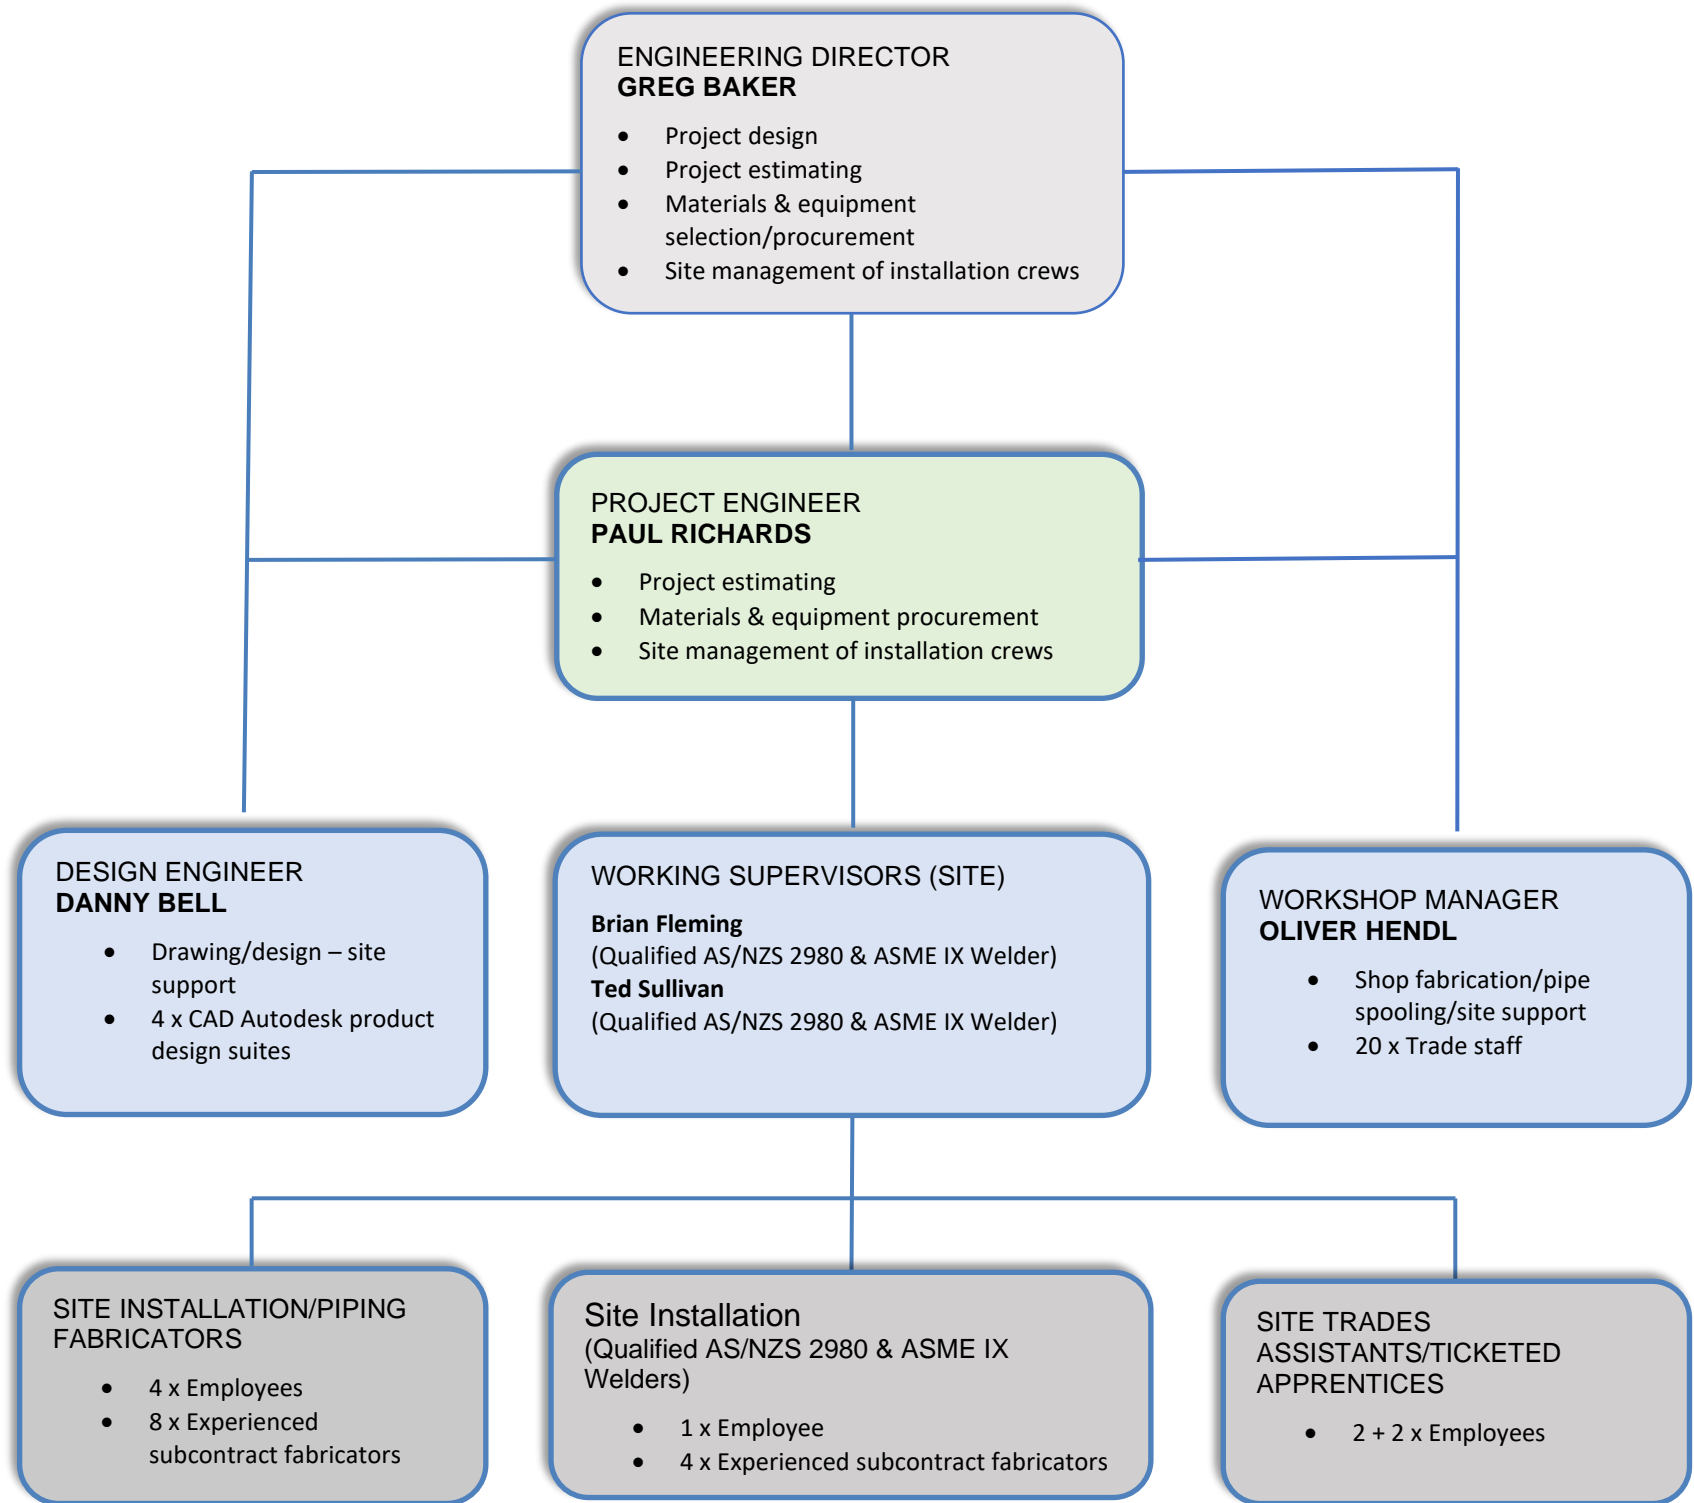 ENGINEERING DIRECTOR
GREG BAKER
• Project design
• Project estimating
• Materials & equipment
selection/procurement
• Site management of installation crews
PROJECT ENGINEER
PAUL RICHARDS
• Project estimating
• Materials & equipment procurement
• Site management of installation crews
DESIGN ENGINEER
DANNY BELL
• Drawing/design – site
support
• 4 x CAD Autodesk product
design suites
WORKING SUPERVISORS (SITE)
Brian Fleming
(Qualified AS/NZS 2980 & ASME IX Welder)
Ted Sullivan
(Qualified AS/NZS 2980 & ASME IX Welder)
WORKSHOP MANAGER
OLIVER HENDL
• Shop fabrication/pipe
spooling/site support
• 20 x Trade staff
SITE INSTALLATION/PIPING
FABRICATORS
• 4 x Employees
• 8 x Experienced
subcontract fabricators
Site Installation
(Qualified AS/NZS 2980 & ASME IX
Welders)
• 1 x Employee
• 4 x Experienced subcontract fabricators
SITE TRADES
ASSISTANTS/TICKETED
APPRENTICES
• 2 + 2 x Employees